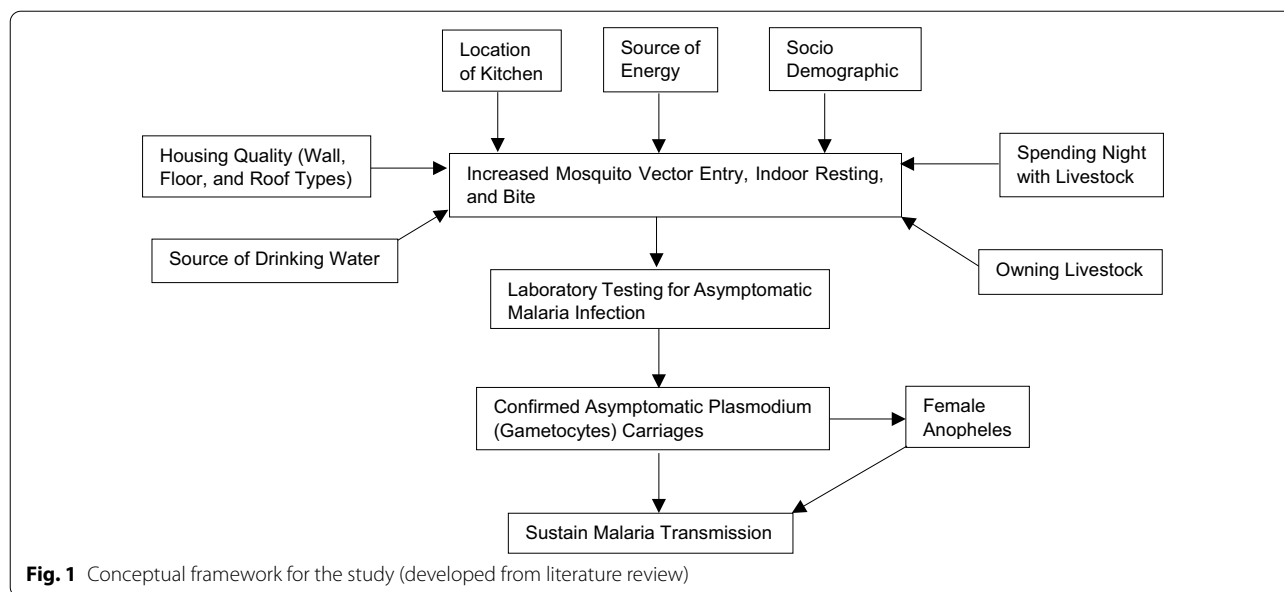 Location
of Kitchen
Source of
Energy
Socio
Demographic
Housing Quality (Wall,
Floor, and Roof Types)
Increased Mosquito Vector Entry, Indoor Resting,
and Bite
Spending Night
with Livestock
Source of Drinking Water
Owning Livestock
Laboratory Testing for Asymptomatic
Malaria Infection
Confirmed Asymptomatic Plasmodium
(Gametocytes) Carriages
Female
Anopheles
Sustain Malaria Transmission
Fig. 1 Conceptual framework for the study (developed from literature review)